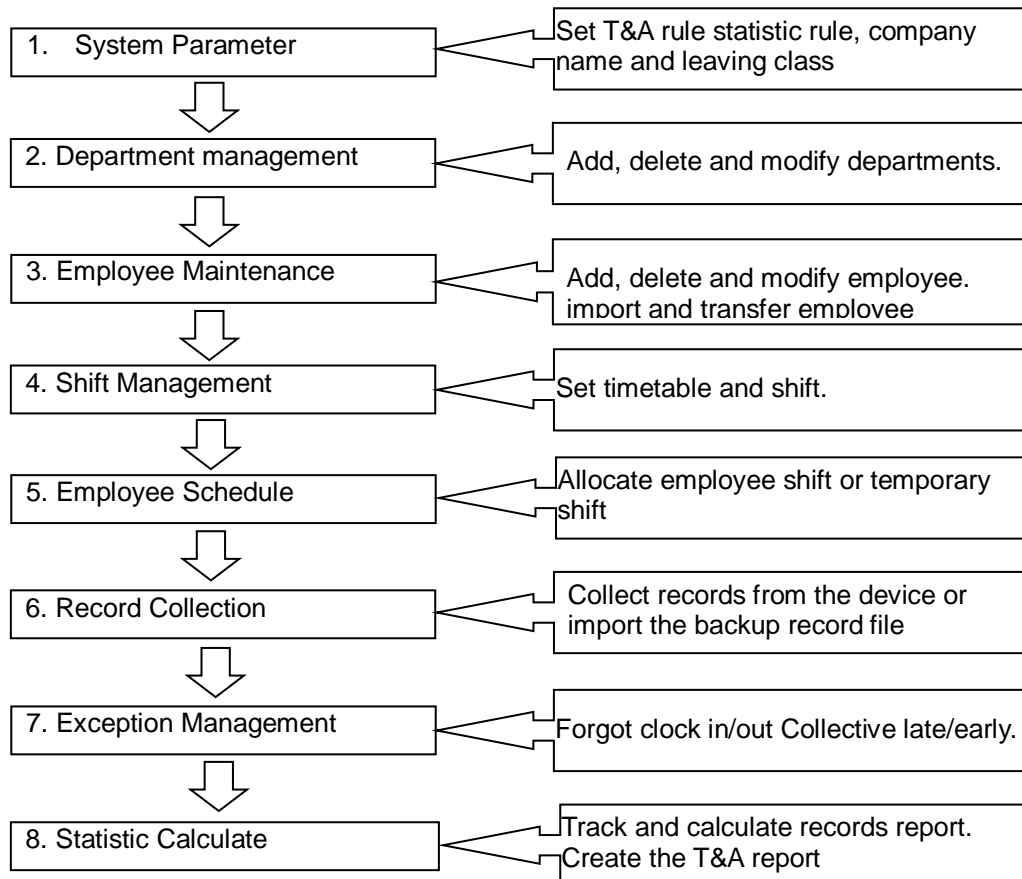 1. System Parameter
Set T&A rule statistic rule, company
name and leaving class
2. Department management
Add, delete and modify departments.
3. Employee Maintenance
Add, delete and modify employee.
import and transfer employee
4. Shift Management
Set timetable and shift.
5. Employee Schedule
Allocate employee shift or temporary
shift
6. Record Collection
Collect records from the device or
import the backup record file
7. Exception Management
Forgot clock in/out Collective late/early.
8. Statistic Calculate
Track and calculate records report.
Create the T&A report